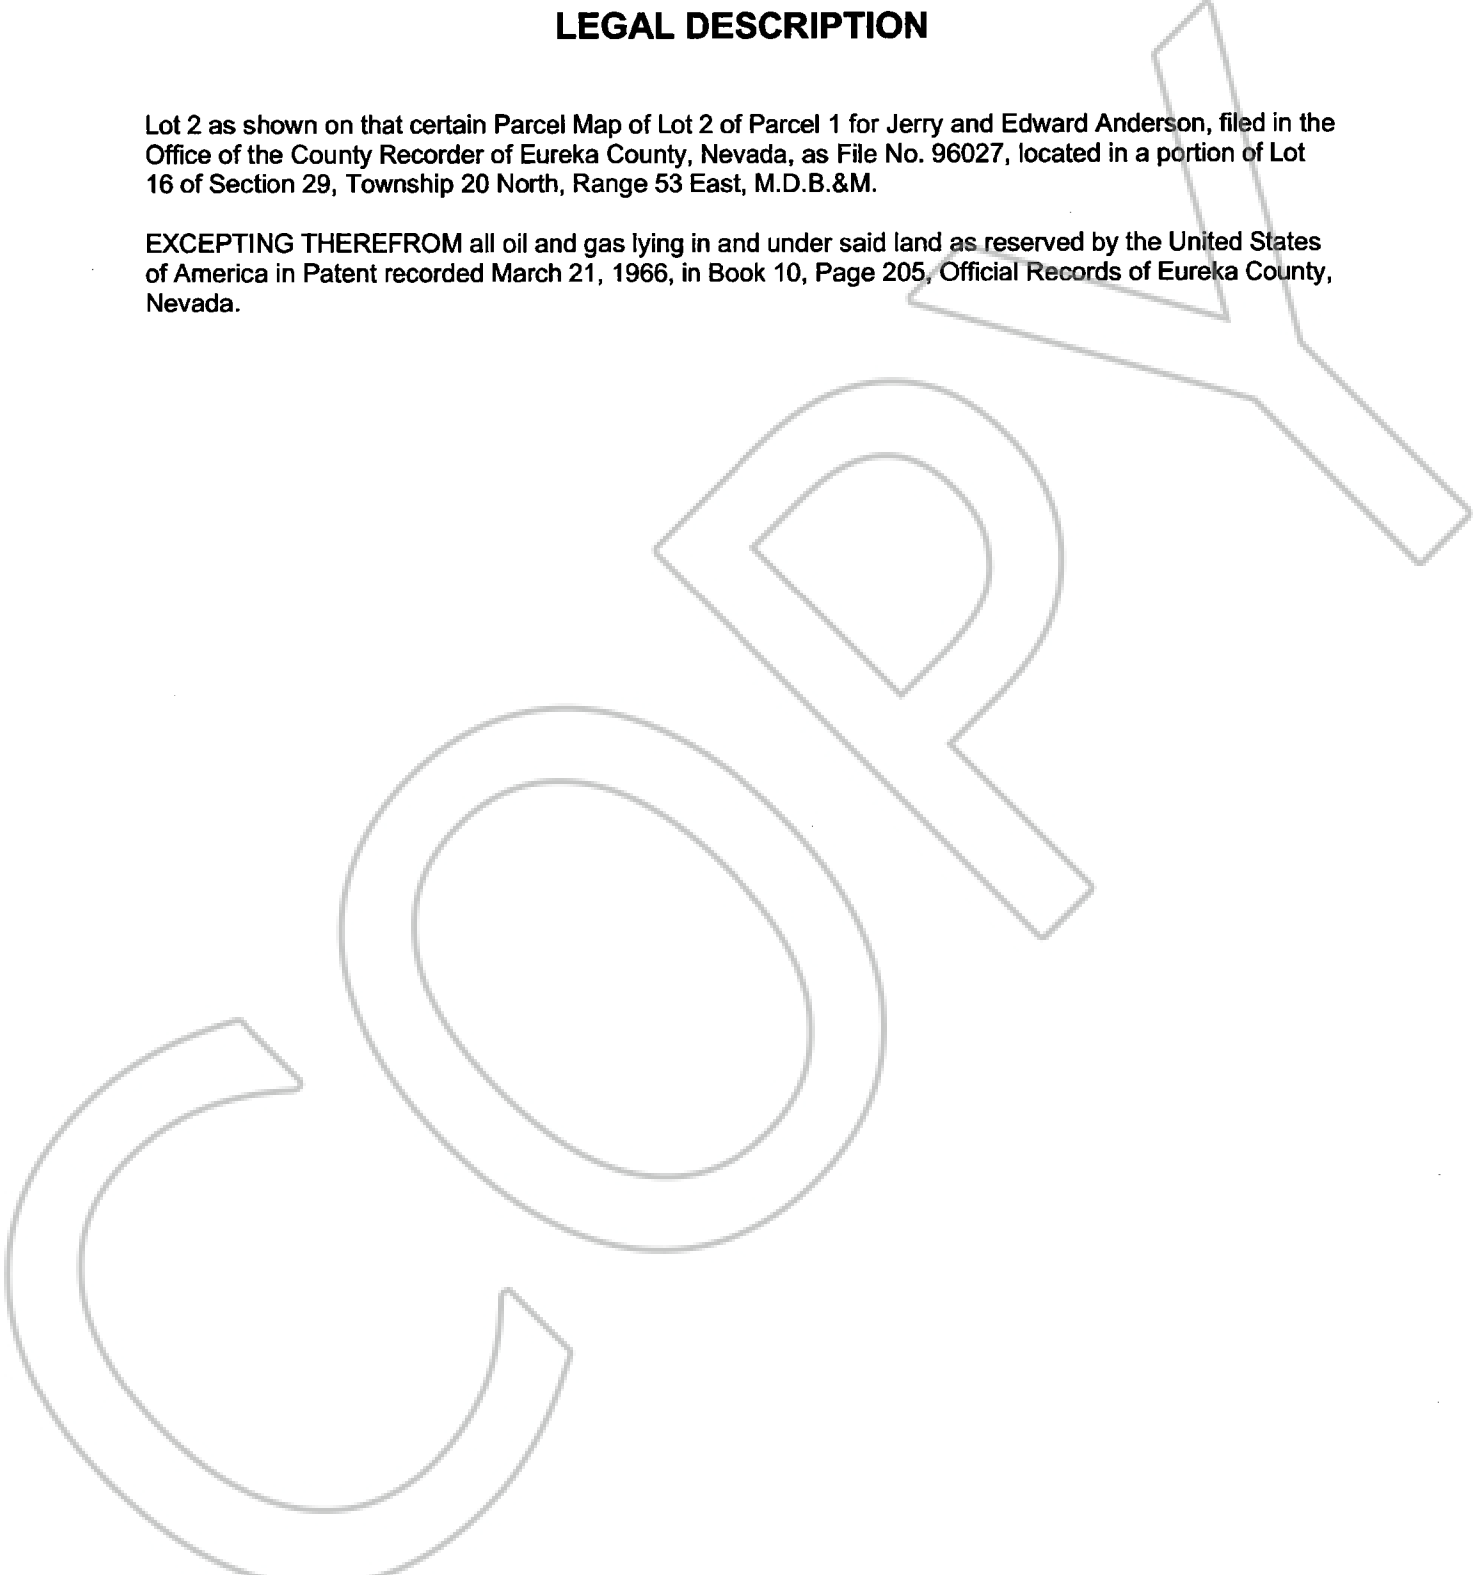 LEGAL DESCRIPTION
Lot 2 as shown on that certain Parcel Map of Lot 2 of Parcel 1 for Jerry and Edward Anderson, filed in the
Office of the County Recorder of Eureka County, Nevada, as File No. 96027, located in a portion of Lot
16 of Section 29, Township 20 North, Range 53 East, M.D.B.&M.
EXCEPTING THEREFROM all oil and gas lying in and under said land as reserved by the United States
of America in Patent recorded March 21, 1966, in Book 10, Page 205, Official Records of Eureka County,
Nevada.
COPY